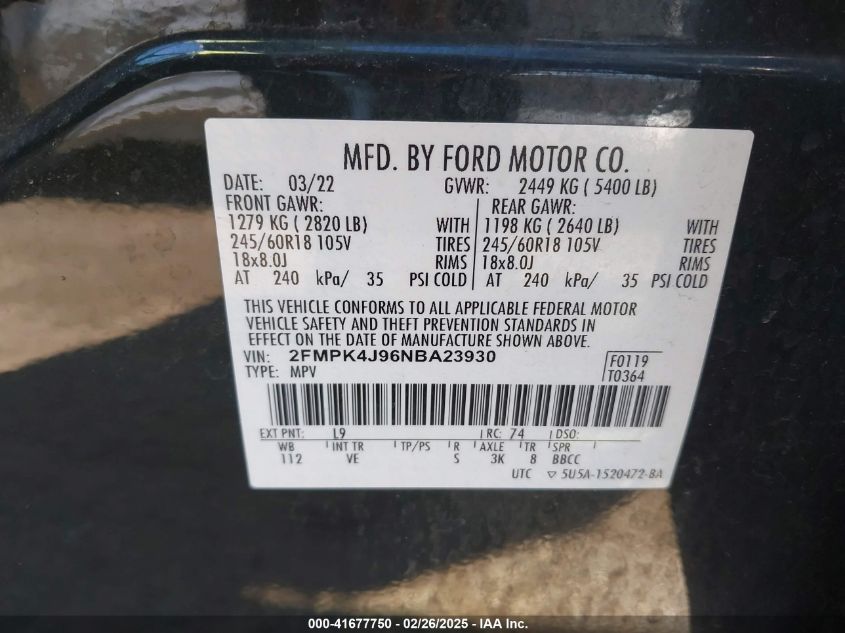 MFD. BY FORD MOTOR CO.
DATE: 03/22 GVWR: 2449 KG ( 5400 LB)
FRONT GAWR: REAR GAWR:
1279 KG ( 2820 LB) WITH 1198 KG ( 2640 LB) WITH
245/60R18 105V TIRES 245/60R18 105V TIRES
18x8.0J RIMS 18x8.0J RIMS
AT 240 kPa/ 35 PSI COLD AT 240 kPa/ 35 PSI COLD
THIS VEHICLE CONFORMS TO ALL APPLICABLE FEDERAL MOTOR
VEHICLE SAFETY AND THEFT PREVENTION STANDARDS IN
EFFECT ON THE DATE OF MANUFACTURE SHOWN ABOVE.
VIN: 2FMPK4J96NBA23930 F0119
TYPE: MPV T0364
EXT PNT: L9 RC: 74 DSO:
WB INT TR TP/PS R AXLE TR SPR
112 VE S 3K 8 BBCC
UTC ▽ 5U5A-1520472-BA
000-41677750 - 02/26/2025 - IAA Inc.